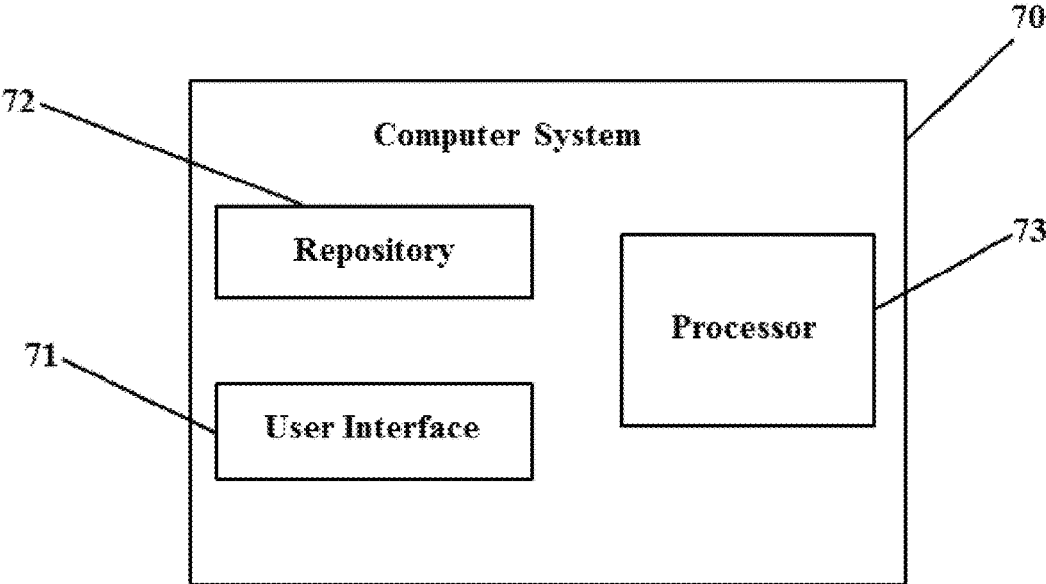 70
72
Computer System
Repository
73
Processor
71
User Interface